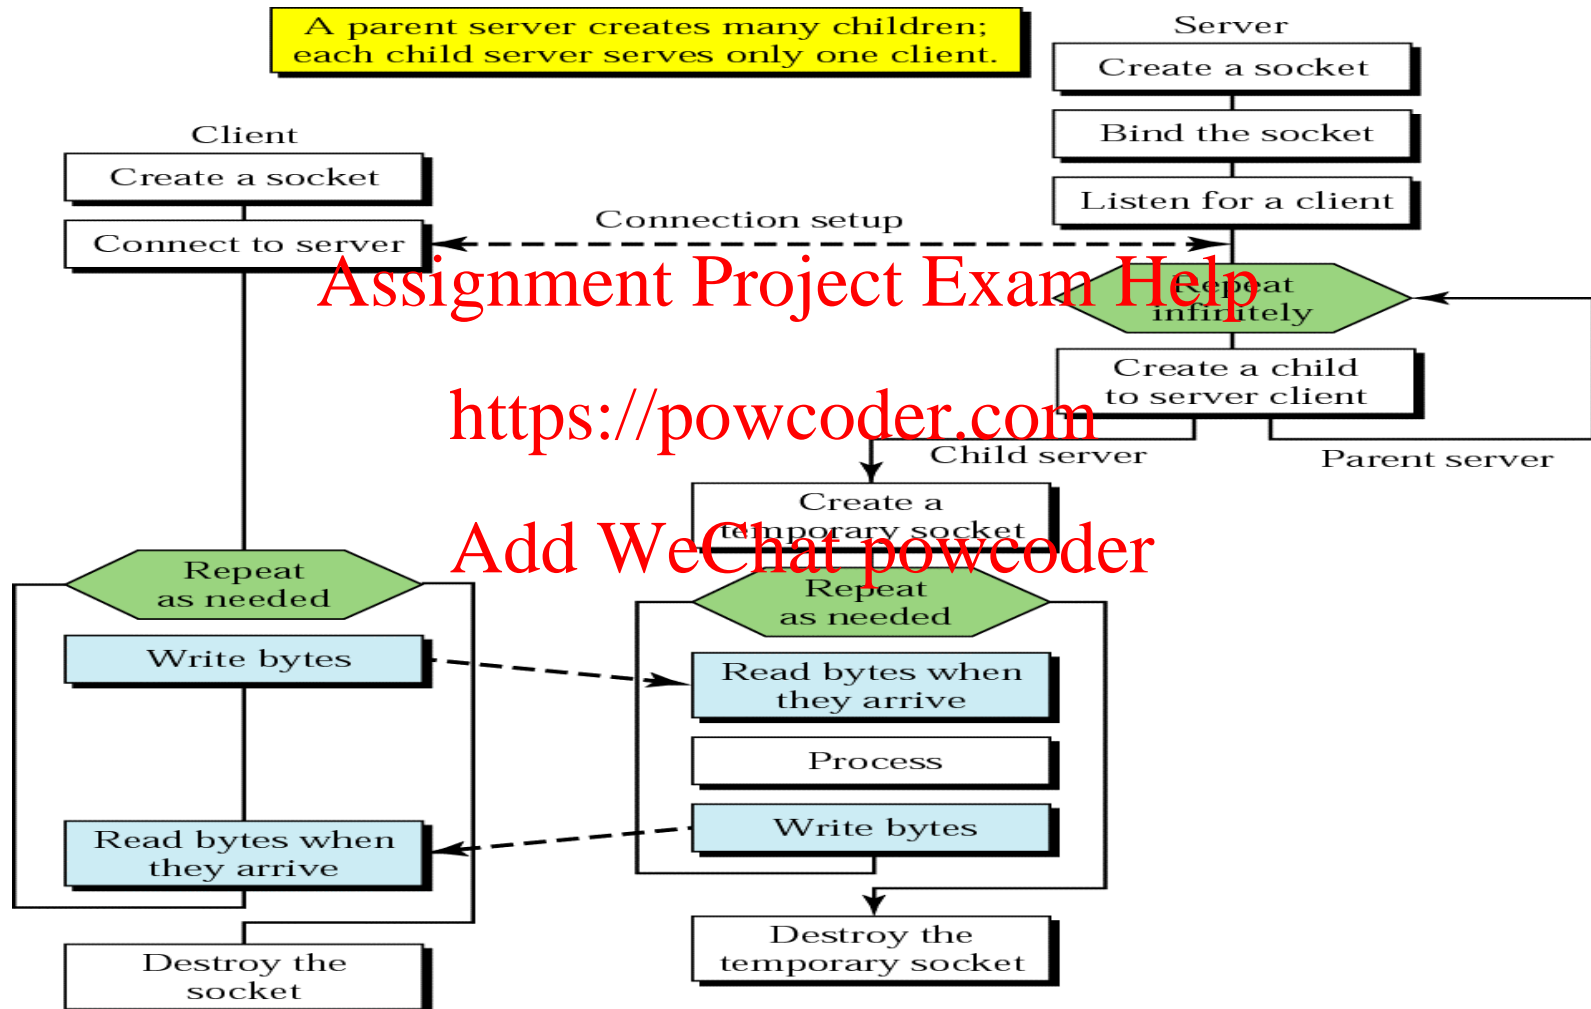 A parent server creates many children;
each child server serves only one client.
Server
Create a socket
Bind the socket
Listen for a client
Client
Create a socket
Connect to server
Connection setup
Assignment Project Exam Help
Repeat
infinitely
Create a child
to server client
https://powcoder.com
Child server
Parent server
Create a
temporary socket
Add WeChat powcoder
Repeat
as needed
Repeat
as needed
Write bytes
Read bytes when
they arrive
Process
Write bytes
Read bytes when
they arrive
Destroy the
temporary socket
Destroy the
socket